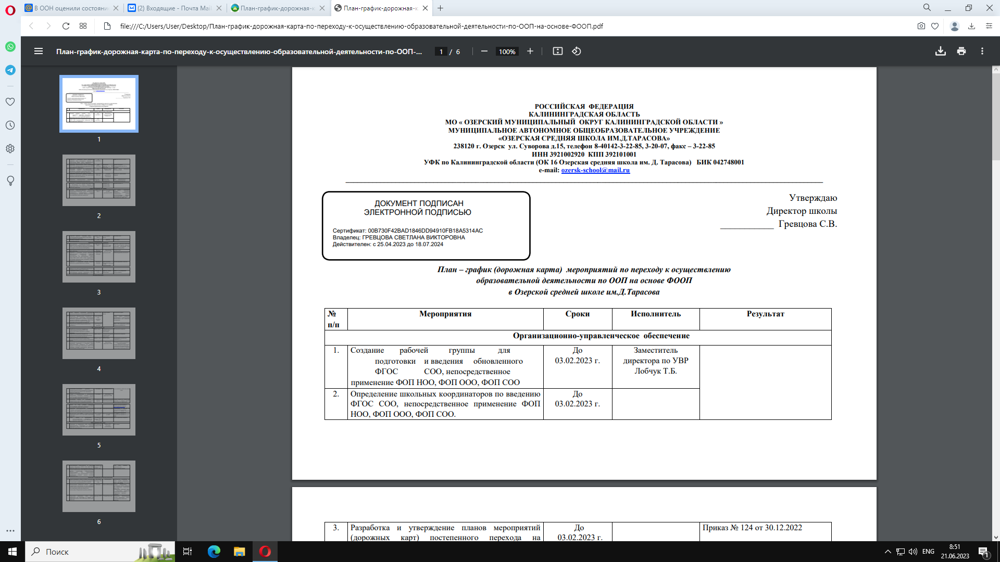 В ООН оценили состояни
(2) Входящие - Почта Mai
План-график-дорожная-к
План-график-дорожная-к
file:///C:/Users/User/Desktop/План-график-дорожная-карта-по-переходу-к-осуществлению-образовательной-деятельности-по-ООП-на-основе-ФООП.pdf
План-график-дорожная-карта-по-переходу-к-осуществлению-образовательной-деятельности-по-ООП-...
1 / 6
100%
1
2
3
4
5
6
РОССИЙСКАЯ ФЕДЕРАЦИЯ
КАЛИНИНГРАДСКАЯ ОБЛАСТЬ
МО « ОЗЕРСКИЙ МУНИЦИПАЛЬНЫЙ ОКРУГ КАЛИНИНГРАДСКОЙ ОБЛАСТИ »
МУНИЦИПАЛЬНОЕ АВТОНОМНОЕ ОБЩЕОБРАЗОВАТЕЛЬНОЕ УЧРЕЖДЕНИЕ
«ОЗЕРСКАЯ СРЕДНЯЯ ШКОЛА ИМ.Д.ТАРАСОВА»
238120 г. Озерск ул. Суворова д.15, телефон 8-40142-3-22-85, 3-20-07, факс – 3-22-85
ИНН 3921002920 КПП 392101001
УФК по Калининградской области (ОК 16 Озерская средняя школа им. Д. Тарасова) БИК 042748001
e-mail: ozersk-school@mail.ru
ДОКУМЕНТ ПОДПИСАН
ЭЛЕКТРОННОЙ ПОДПИСЬЮ
Сертификат: 00B730F42BAD1846DD94910FB18A5314AC
Владелец: ГРЕВЦОВА СВЕТЛАНА ВИКТОРОВНА
Действителен: с 25.04.2023 до 18.07.2024
Утверждаю
Директор школы
___________ Гревцова С.В.
План – график (дорожная карта) мероприятий по переходу к осуществлению
образовательной деятельности по ООП на основе ФООП
в Озерской средней школе им.Д.Тарасова
№ п/п Мероприятия Сроки Исполнитель Результат
Организационно-управленческое обеспечение
1. Создание рабочей группы для
подготовки и введения обновленного
ФГОС СОО, непосредственное
применение ФОП НОО, ФОП ООО, ФОП СОО
До
03.02.2023 г.
Заместитель
директора по УВР
Лобчук Т.Б.
2. Определение школьных координаторов по введению
ФГОС СОО, непосредственное применение ФОП
НОО, ФОП ООО, ФОП СОО.
До
03.02.2023 г.
3. Разработка и утверждение планов мероприятий
(дорожных карт) постепенного перехода на
До
03.02.2023 г.
Приказ № 124 от 30.12.2022
Поиск
ENG
8:51
21.06.2023
1